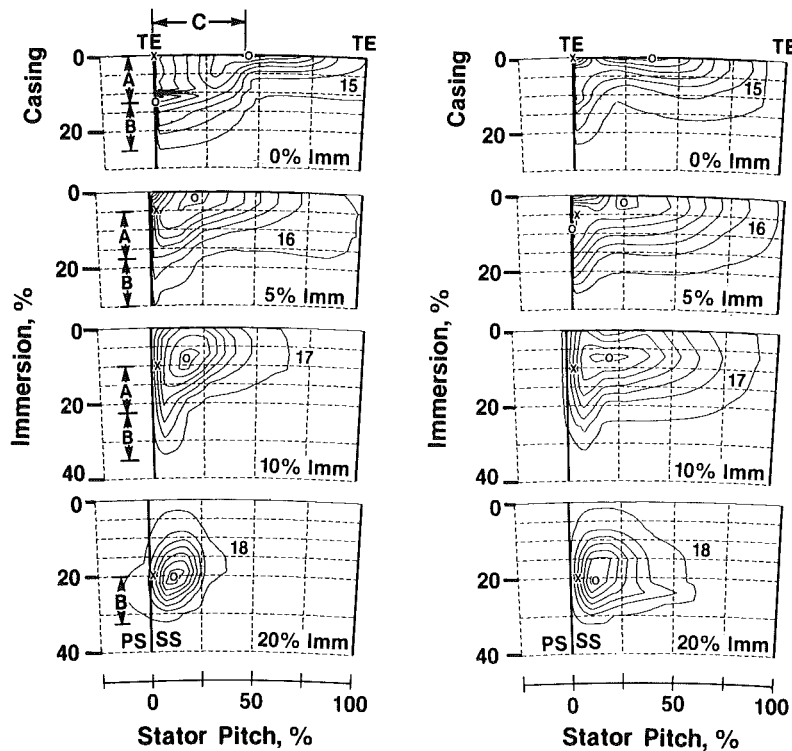 C
TE
TE
TE
Casing
0
A
B
20
15
0% Imm
0
15
20
0% Imm
0
A
B
20
16
5% Imm
0
16
20
5% Imm
Immersion, %
0
A
B
20
40
17
10% Imm
Immersion, %
0
20
40
17
10% Imm
0
20
B
40
18
PS SS
20% Imm
0
20
40
18
PS SS
20% Imm
0
50
100
Stator Pitch, %
0
50
100
Stator Pitch, %